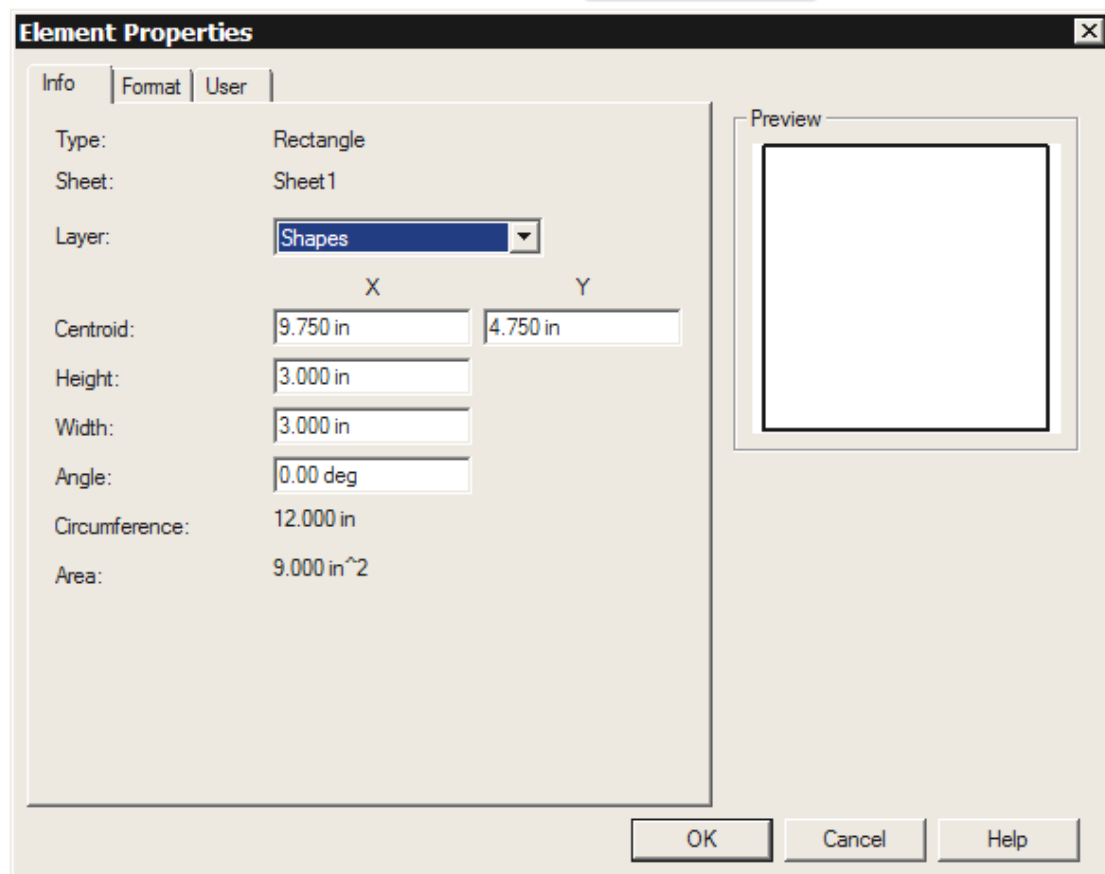 Element Properties
Info Format User
Type: Rectangle
Sheet: Sheet1
Layer: Shapes
X Y
Centroid: 9.750 in 4.750 in
Height: 3.000 in
Width: 3.000 in
Angle: 0.00 deg
Circumference: 12.000 in
Area: 9.000 in^2
Preview
OK Cancel Help